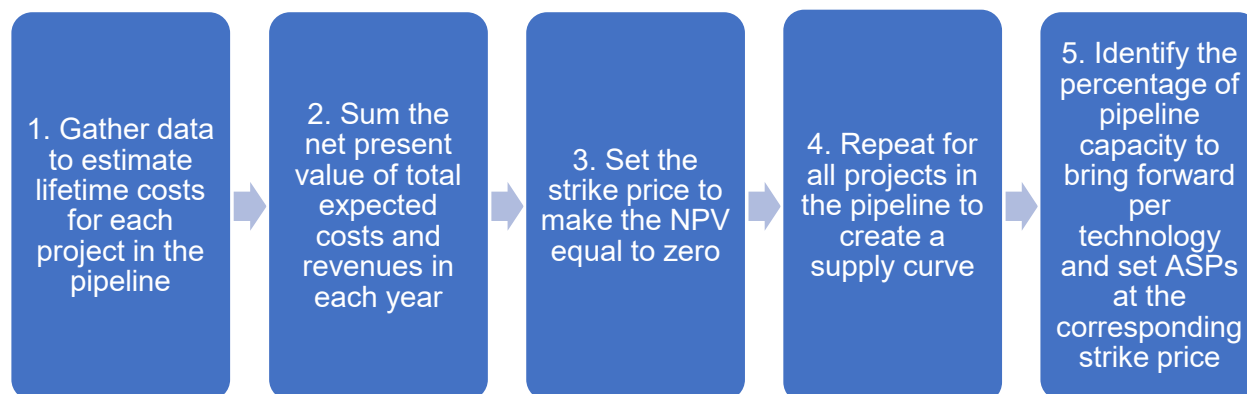 1. Gather data
to estimate
lifetime costs
for each
project in the
pipeline
2. Sum the
net present
value of total
expected
costs and
revenues in
each year
3. Set the
strike price to
make the NPV
equal to zero
4. Repeat for
all projects in
the pipeline to
create a
supply curve
5. Identify the
percentage of
pipeline
capacity to
bring forward
per
technology
and set ASPs
at the
corresponding
strike price